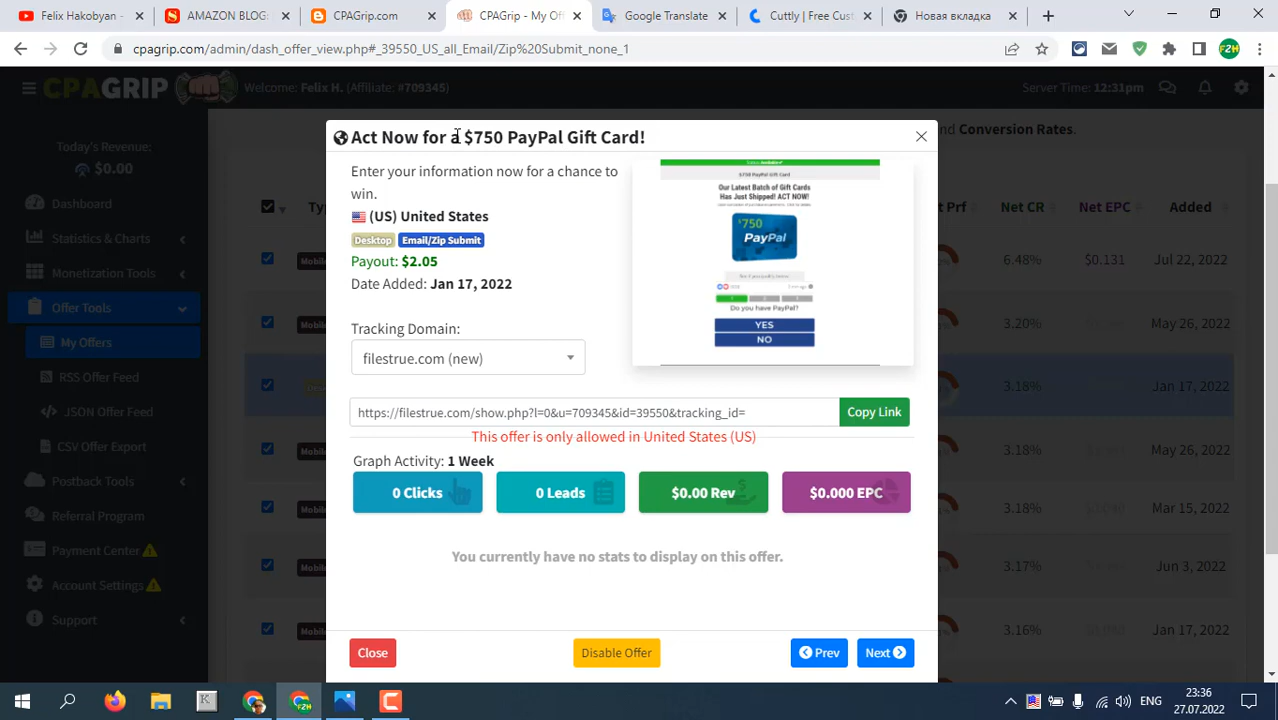 Felix Hakobyan
AMAZON BLOG
CPAGrip.com
CPAGrip - My Of
Google Translate
Cuttly | Free Cus
Новая вкладка
cpagrip.com/admin/dash_offer_view.php#_39550_US_all_Email/Zip%20Submit_none_1
F2H
CPAGRIP
Welcome: Felix H. (Affiliate: #709345)
Server Time: 12:31pm
Today's Revenue:
$0.00
Dashboard
Statistics & Charts
Monetization Tools
Offer Tools
My Offers
RSS Offer Feed
JSON Offer Feed
CSV Offer Export
Postback Tools
Referral Program
Payment Center
Account Settings
Support
and Conversion Rates.
Prf Net CR Net EPC Added
6.48% $0.131 Jul 22, 2022
3.20%
3.18% Jan 17, 2022
3.18% May 26, 2022
3.18% Mar 15, 2022
3.17% Jun 3, 2022
3.16% Jan 17, 2022
Act Now for a $750 PayPal Gift Card!
Enter your information now for a chance to
win.
(US) United States
Desktop Email/Zip Submit
Payout: $2.05
Date Added: Jan 17, 2022
Tracking Domain:
filestrue.com (new)
$750 PayPal Gift Card
Our Latest Batch of Gift Cards
Has Just Shipped! ACT NOW!
$750
PayPal
Do you have PayPal?
YES
NO
https://filestrue.com/show.php?l=0&u=709345&id=39550&tracking_id=
Copy Link
This offer is only allowed in United States (US)
Graph Activity: 1 Week
0 Clicks
0 Leads
$0.00 Rev
$0.000 EPC
You currently have no stats to display on this offer.
Close
Disable Offer
Prev
Next
ENG
23:36
27.07.2022